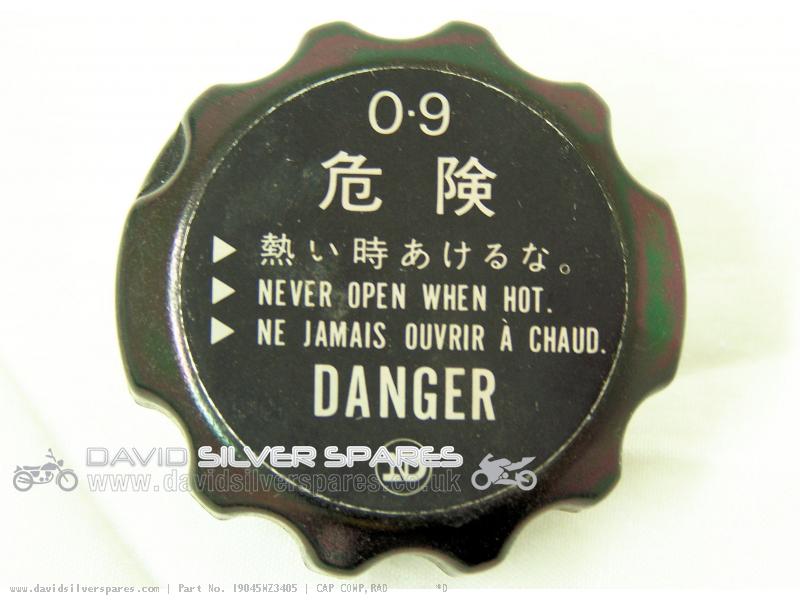 0·9
危険
▶ 熱い時あけるな。
▶ NEVER OPEN WHEN HOT.
▶ NE JAMAIS OUVRIR À CHAUD.
DANGER
DAVID SILVER SPARES
www.davidsilverspares.co.uk
www.davidsilverspares.com | Part No. 19045MZ3405 | CAP COMP,RAD *D